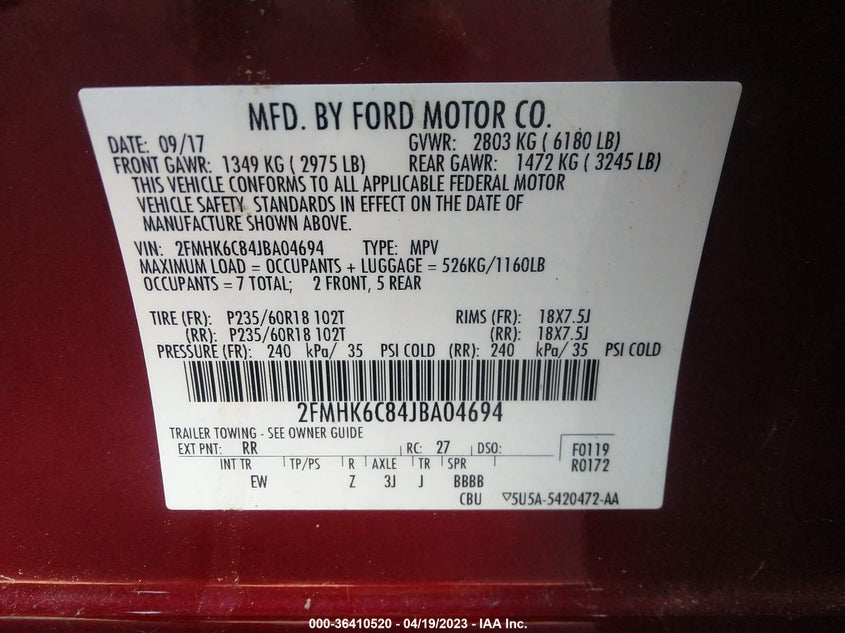 MFD. BY FORD MOTOR CO.
DATE: 09/17 GVWR: 2803 KG ( 6180 LB)
FRONT GAWR: 1349 KG ( 2975 LB) REAR GAWR: 1472 KG ( 3245 LB)
THIS VEHICLE CONFORMS TO ALL APPLICABLE FEDERAL MOTOR
VEHICLE SAFETY STANDARDS IN EFFECT ON THE DATE OF
MANUFACTURE SHOWN ABOVE.
VIN: 2FMHK6C84JBA04694 TYPE: MPV
MAXIMUM LOAD = OCCUPANTS + LUGGAGE = 526KG/1160LB
OCCUPANTS = 7 TOTAL; 2 FRONT, 5 REAR
TIRE (FR): P235/60R18 102T RIMS (FR): 18X7.5J
(RR): P235/60R18 102T (RR): 18X7.5J
PRESSURE (FR): 240 kPa/ 35 PSI COLD (RR): 240 kPa/ 35 PSI COLD
2FMHK6C84JBA04694
TRAILER TOWING - SEE OWNER GUIDE
EXT PNT: RR RC: 27 DSO: F0119
INT TR TP/PS R AXLE TR SPR R0172
EW Z 3J J BBBB
CBU ▽5U5A-5420472-AA
000-36410520 - 04/19/2023 - IAA Inc.